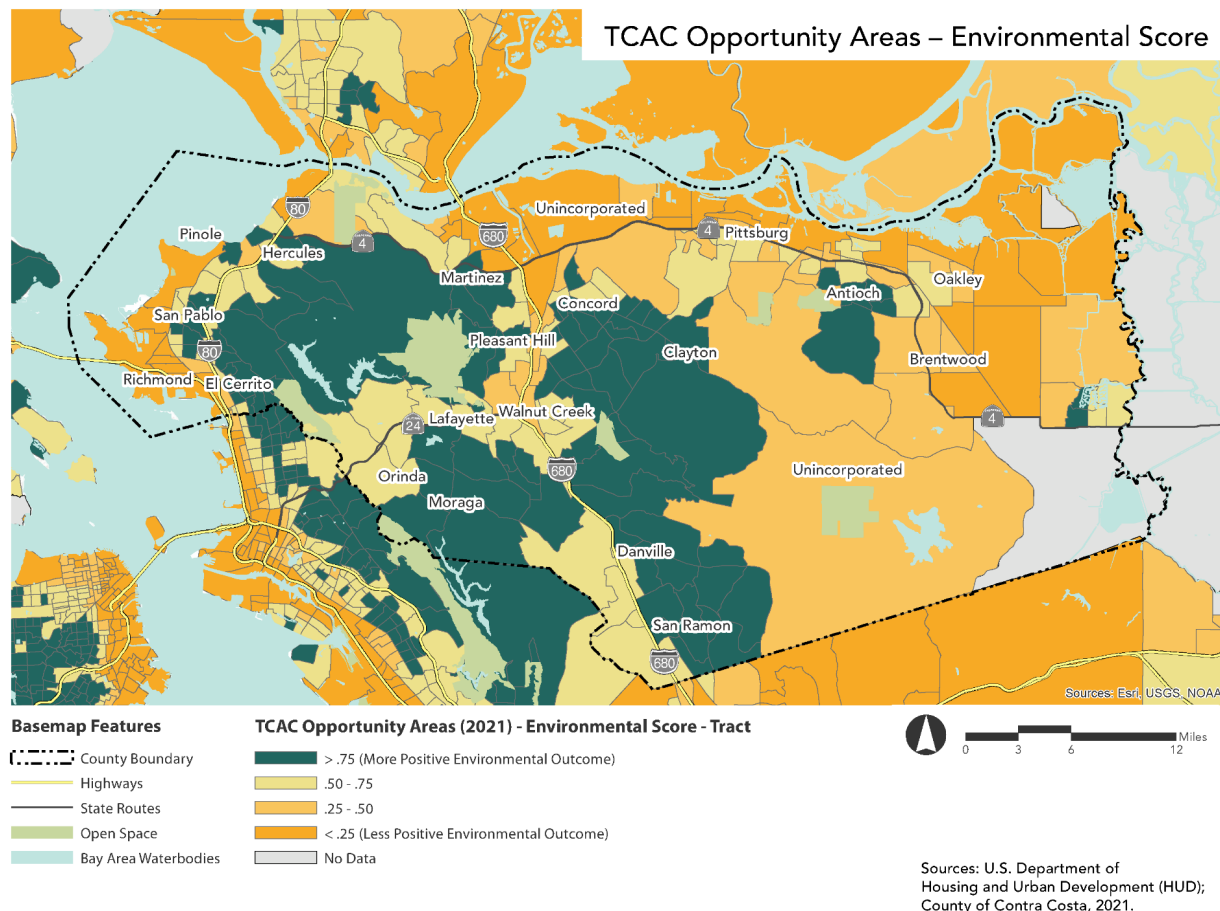 TCAC Opportunity Areas – Environmental Score
80
Unincorporated
Pinole
680
4
Pittsburg
Hercules
4
Martinez
Oakley
Antioch
Concord
San Pablo
Pleasant Hill
80
Clayton
Brentwood
Richmond
El Cerrito
Lafayette
Walnut Creek
24
4
680
Unincorporated
Orinda
Moraga
Danville
San Ramon
680
Sources: Esri, USGS, NOAA
Basemap Features
County Boundary
Highways
State Routes
Open Space
Bay Area Waterbodies
TCAC Opportunity Areas (2021) - Environmental Score - Tract
> .75 (More Positive Environmental Outcome)
.50 - .75
.25 - .50
< .25 (Less Positive Environmental Outcome)
No Data
Miles
0 3 6 12
Sources: U.S. Department of
Housing and Urban Development (HUD);
County of Contra Costa, 2021.